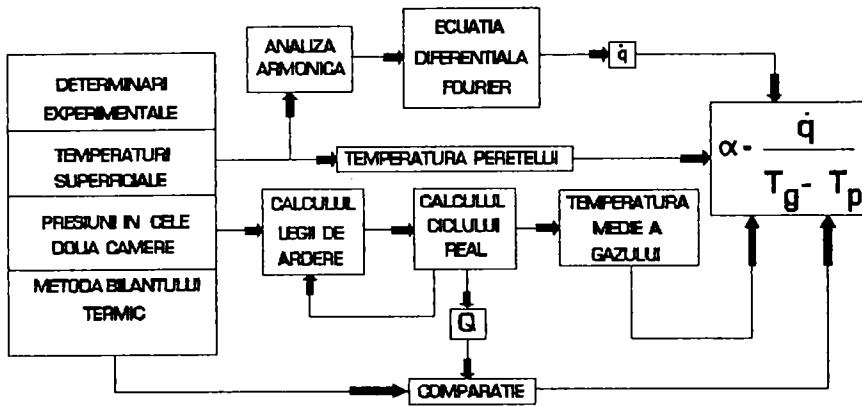 DETERMINARI
EXPERIMENTALE
TEMPERATURI
SUPERFICIALE
PRESIUNI IN CELE
DOUA CAMERE
METODA BILANTULUI
TERMIC
ANALIZA
ARMONICA
ECUATIA
DIFERENTIALA
FOURIER
q̇
TEMPERATURA PERETELUI
CALCULUL
LEGII DE
ARDERE
CALCULUL
CICLULUI
REAL
TEMPERATURA
MEDIE A
GAZULUI
Q
COMPARATIE
α - q̇
Tg - Tp